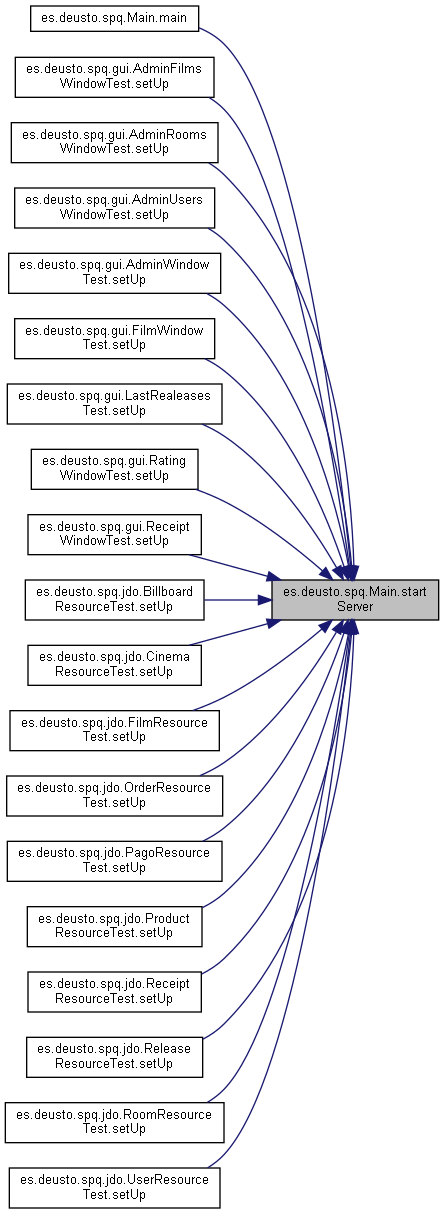 es.deusto.spq.Main.main
es.deusto.spq.gui.AdminFilms
WindowTest.setUp
es.deusto.spq.gui.AdminRooms
WindowTest.setUp
es.deusto.spq.gui.AdminUsers
WindowTest.setUp
es.deusto.spq.gui.AdminWindow
Test.setUp
es.deusto.spq.gui.FilmWindow
Test.setUp
es.deusto.spq.gui.LastRealeases
Test.setUp
es.deusto.spq.gui.Rating
WindowTest.setUp
es.deusto.spq.gui.Receipt
WindowTest.setUp
es.deusto.spq.Main.start
Server
es.deusto.spq.jdo.Billboard
ResourceTest.setUp
es.deusto.spq.jdo.Cinema
ResourceTest.setUp
es.deusto.spq.jdo.FilmResource
Test.setUp
es.deusto.spq.jdo.OrderResource
Test.setUp
es.deusto.spq.jdo.PagoResource
Test.setUp
es.deusto.spq.jdo.Product
ResourceTest.setUp
es.deusto.spq.jdo.Receipt
ResourceTest.setUp
es.deusto.spq.jdo.Release
ResourceTest.setUp
es.deusto.spq.jdo.RoomResource
Test.setUp
es.deusto.spq.jdo.UserResource
Test.setUp